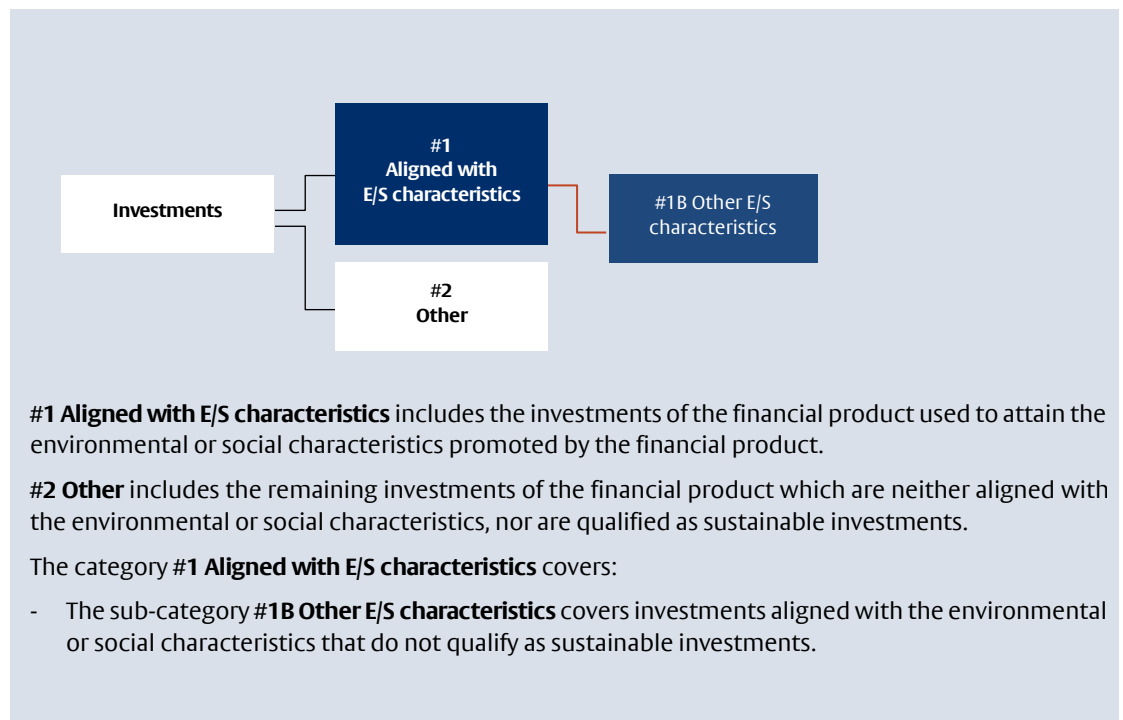 #1
Aligned with
E/S characteristics
Investments
#1B Other E/S
characteristics
#2
Other
#1 Aligned with E/S characteristics includes the investments of the financial product used to attain the
environmental or social characteristics promoted by the financial product.
#2 Other includes the remaining investments of the financial product which are neither aligned with
the environmental or social characteristics, nor are qualified as sustainable investments.
The category #1 Aligned with E/S characteristics covers:
- The sub-category #1B Other E/S characteristics covers investments aligned with the environmental
or social characteristics that do not qualify as sustainable investments.